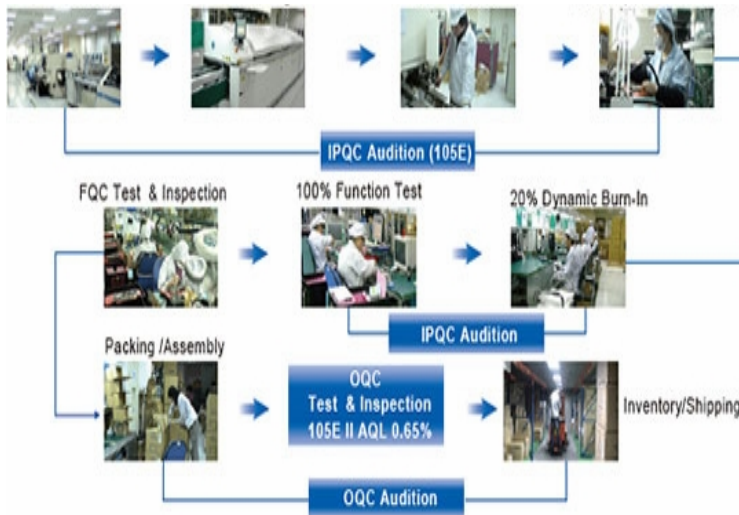 IPQC Audition (105E)
FQC Test & Inspection
100% Function Test
20% Dynamic Burn-In
IPQC Audition
Packing /Assembly
OQC
Test & Inspection
105E II AQL 0.65%
Inventory/Shipping
OQC Audition